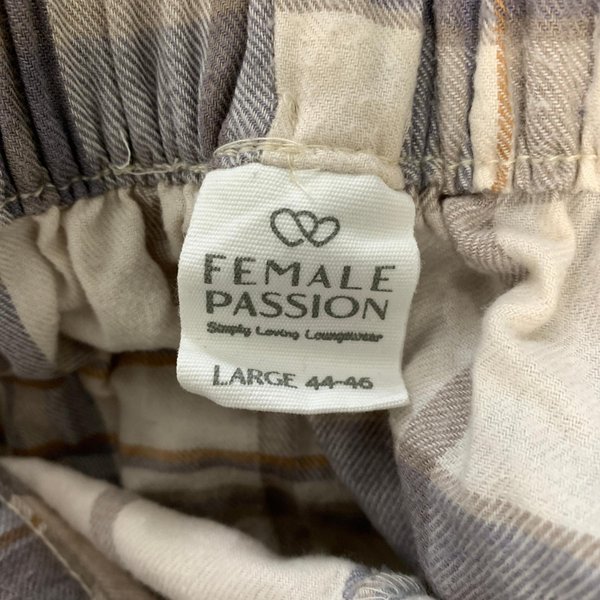 FEMALE
PASSION
Simply Loving Loungewear
LARGE 44-46